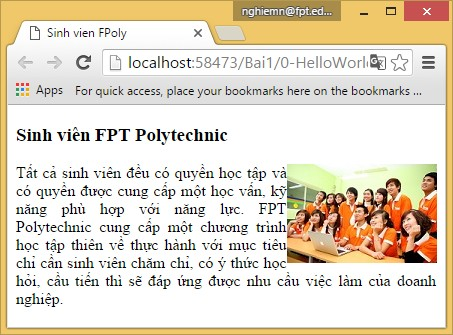 nghiemn@fpt.ed...
Sinh vien FPoly
localhost:58473/Bai1/0-HelloWorl
Apps For quick access, place your bookmarks here on the bookmarks ...
Sinh viên FPT Polytechnic
Tất cả sinh viên đều có quyền học tập và
có quyền được cung cấp một học vấn, kỹ
năng phù hợp với năng lực. FPT
Polytechnic cung cấp một chương trình
học tập thiên về thực hành với mục tiêu
chỉ cần sinh viên chăm chỉ, có ý thức học
hỏi, cầu tiến thì sẽ đáp ứng được nhu cầu việc làm của doanh
nghiệp.